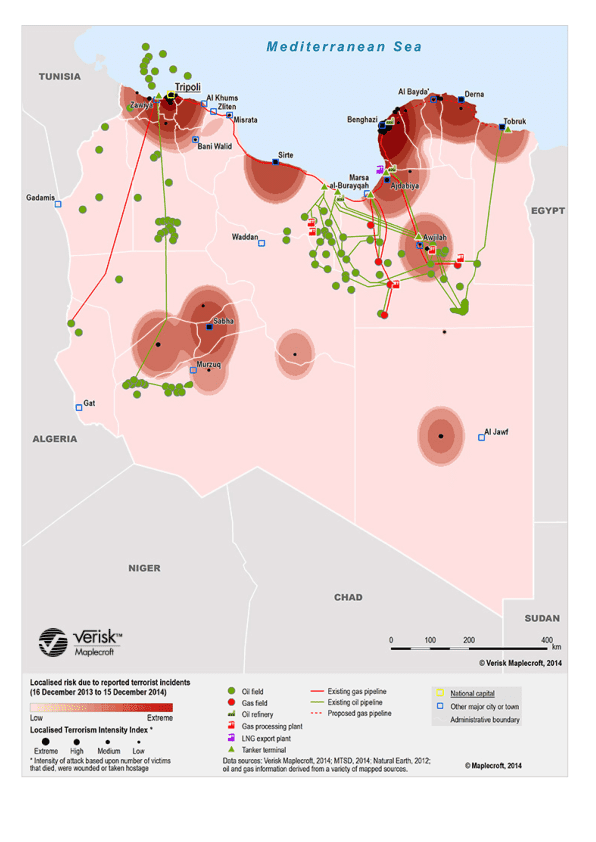 Mediterranean Sea
TUNISIA
Tripoli
Zawiya
Al Khums
Zliten
Misrata
Bani Walid
Al Bayda'
Derna
Benghazi
Tobruk
Sirte
Marsa
al-Burayqah
Ajdabiya
Gadamis
EGYPT
Waddan
Awjilah
Sabha
Murzuq
Gat
Al Jawf
ALGERIA
NIGER
CHAD
SUDAN
Verisk™
Maplecroft
0 100 200 400
km
© Verisk Maplecroft, 2014
Localised risk due to reported terrorist incidents
(16 December 2013 to 15 December 2014)
Low Extreme
Localised Terrorism Intensity Index *
Extreme High Medium Low
* Intensity of attack based upon number of victims
that died, were wounded or taken hostage
Oil field
Gas field
Oil refinery
Gas processing plant
LNG export plant
Tanker terminal
Existing gas pipeline
Existing oil pipeline
Proposed gas pipeline
National capital
Other major city or town
Administrative boundary
Data sources: Verisk Maplecroft, 2014; MTSD, 2014; Natural Earth, 2012;
oil and gas information derived from a variety of mapped sources.
© Maplecroft, 2014